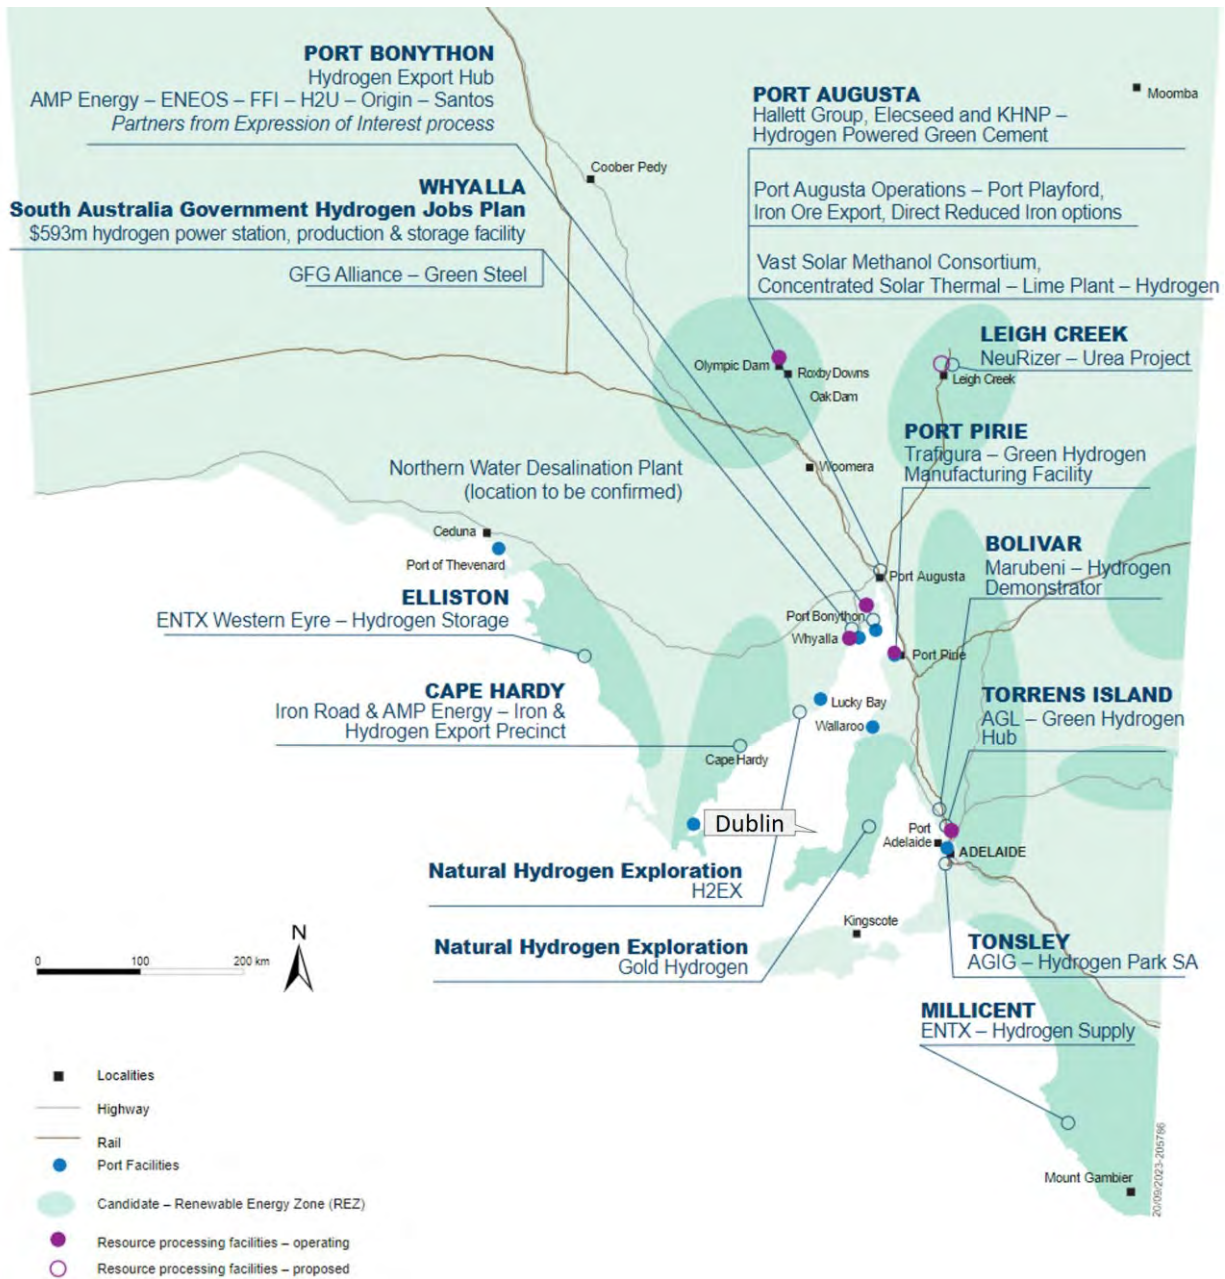 PORT BONYTHON
Hydrogen Export Hub
AMP Energy – ENEOS – FFI – H2U – Origin – Santos
Partners from Expression of Interest process
WHYALLA
South Australia Government Hydrogen Jobs Plan
$593m hydrogen power station, production & storage facility
GFG Alliance – Green Steel
PORT AUGUSTA
Hallett Group, Elecseed and KHNP –
Hydrogen Powered Green Cement
Port Augusta Operations – Port Playford,
Iron Ore Export, Direct Reduced Iron options
Vast Solar Methanol Consortium,
Concentrated Solar Thermal – Lime Plant – Hydrogen
Moomba
Coober Pedy
LEIGH CREEK
NeuRizer – Urea Project
Leigh Creek
Olympic Dam
Roxby Downs
Oak Dam
PORT PIRIE
Trafigura – Green Hydrogen
Manufacturing Facility
Woomera
Northern Water Desalination Plant
(location to be confirmed)
Ceduna
Port of Thevenard
BOLIVAR
Marubeni – Hydrogen
Demonstrator
Port Augusta
ELLISTON
ENTX Western Eyre – Hydrogen Storage
Port Bonython
Whyalla
Port Pirie
CAPE HARDY
Iron Road & AMP Energy – Iron &
Hydrogen Export Precinct
Lucky Bay
Wallaroo
Cape Hardy
TORRENS ISLAND
AGL – Green Hydrogen
Hub
Dublin
Port
Adelaide
ADELAIDE
Natural Hydrogen Exploration
H2EX
Kingscote
Natural Hydrogen Exploration
Gold Hydrogen
TONSLEY
AGIG – Hydrogen Park SA
MILLICENT
ENTX – Hydrogen Supply
Mount Gambier
N
0 100 200 km
Localities
Highway
Rail
Port Facilities
Candidate – Renewable Energy Zone (REZ)
Resource processing facilities – operating
Resource processing facilities – proposed
20/09/2023-205786